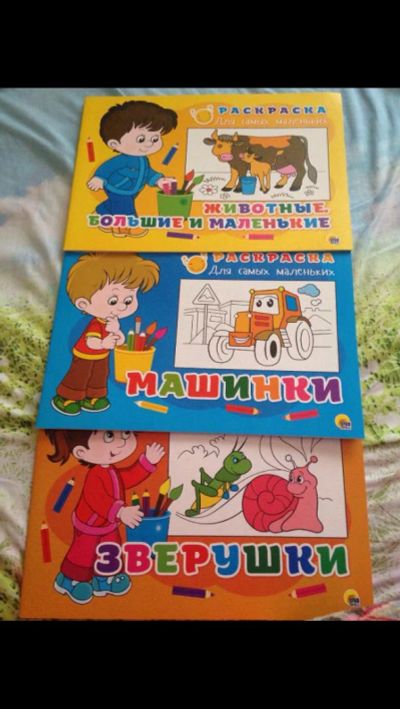 РАСКРАСКА
Для самых маленьких
ЖИВОТНЫЕ.
БОЛЬШИЕ И МАЛЕНЬКИЕ
РАСКРАСКА
Для самых маленьких
МАШИНКИ
ЗВЕРУШКИ